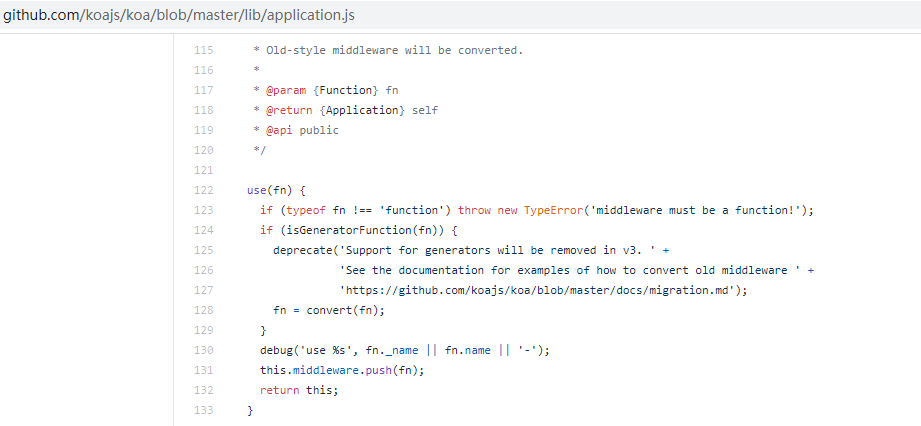 github.com/koajs/koa/blob/master/lib/application.js
115 * Old-style middleware will be converted.
116 *
117 * @param {Function} fn
118 * @return {Application} self
119 * @api public
120 */
121
122 use(fn) {
123 if (typeof fn !== 'function') throw new TypeError('middleware must be a function!');
124 if (isGeneratorFunction(fn)) {
125 deprecate('Support for generators will be removed in v3. ' +
126 'See the documentation for examples of how to convert old middleware ' +
127 'https://github.com/koajs/koa/blob/master/docs/migration.md');
128 fn = convert(fn);
129 }
130 debug('use %s', fn._name || fn.name || '-');
131 this.middleware.push(fn);
132 return this;
133 }